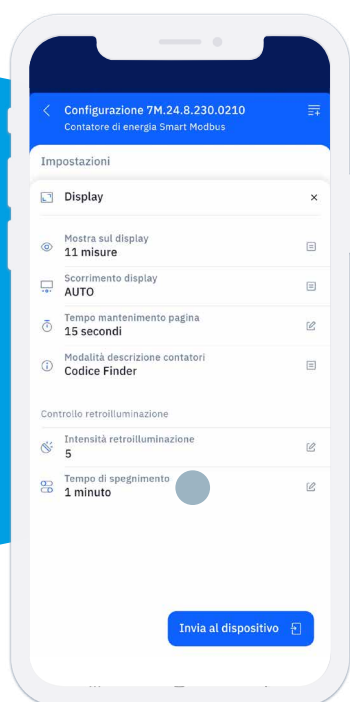 Configurazione 7M.24.8.230.0210
Contatore di energia Smart Modbus
Impostazioni
Display
Mostra sul display
11 misure
Scorrimento display
AUTO
Tempo mantenimento pagina
15 secondi
Modalità descrizione contatori
Codice Finder
Controllo retroilluminazione
Intensità retroilluminazione
5
Tempo di spegnimento
1 minuto
Invia al dispositivo